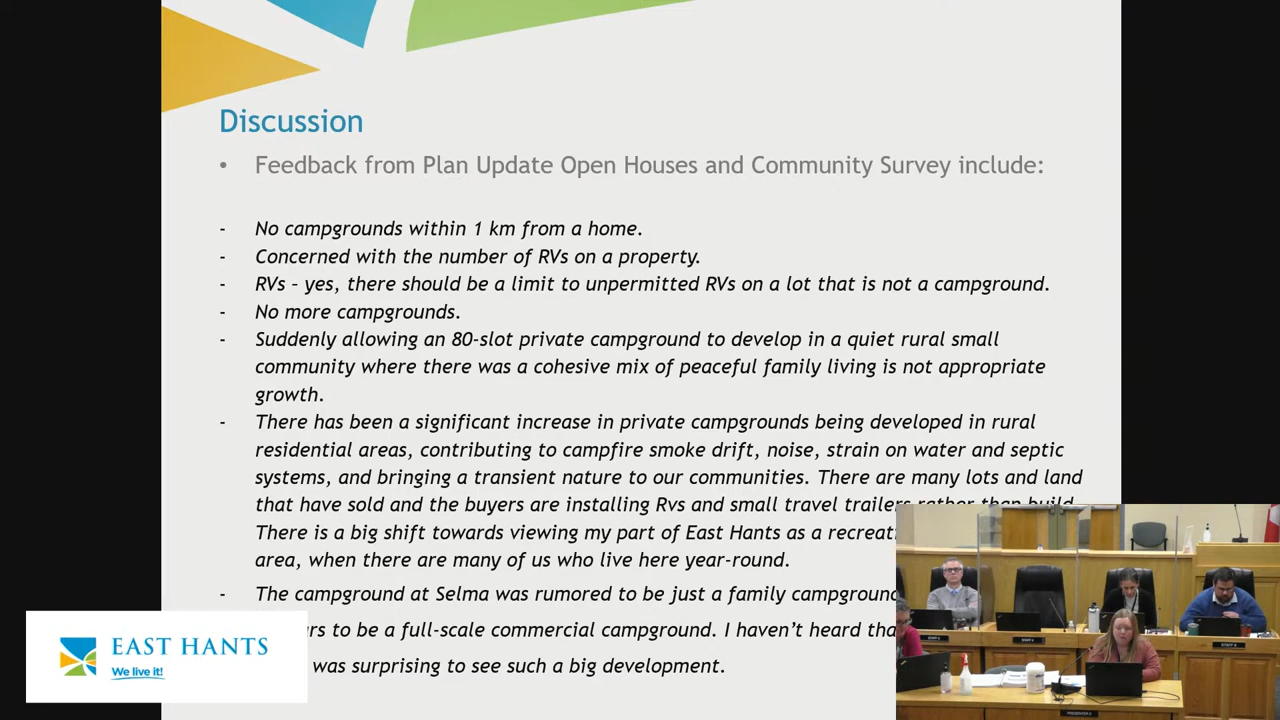 Discussion
• Feedback from Plan Update Open Houses and Community Survey include:
- No campgrounds within 1 km from a home.
- Concerned with the number of RVs on a property.
- RVs – yes, there should be a limit to unpermitted RVs on a lot that is not a campground.
- No more campgrounds.
- Suddenly allowing an 80-slot private campground to develop in a quiet rural small
community where there was a cohesive mix of peaceful family living is not appropriate
growth.
- There has been a significant increase in private campgrounds being developed in rural
residential areas, contributing to campfire smoke drift, noise, strain on water and septic
systems, and bringing a transient nature to our communities. There are many lots and land
that have sold and the buyers are installing Rvs and small travel trailers rather than build.
There is a big shift towards viewing my part of East Hants as a
area, when there are many of us who live here year-round.
- The campground at Selma was rumored to be just a family campground
to be a full-scale commercial campground. I haven't heard
was surprising to see such a big development.
EAST HANTS
We live it!